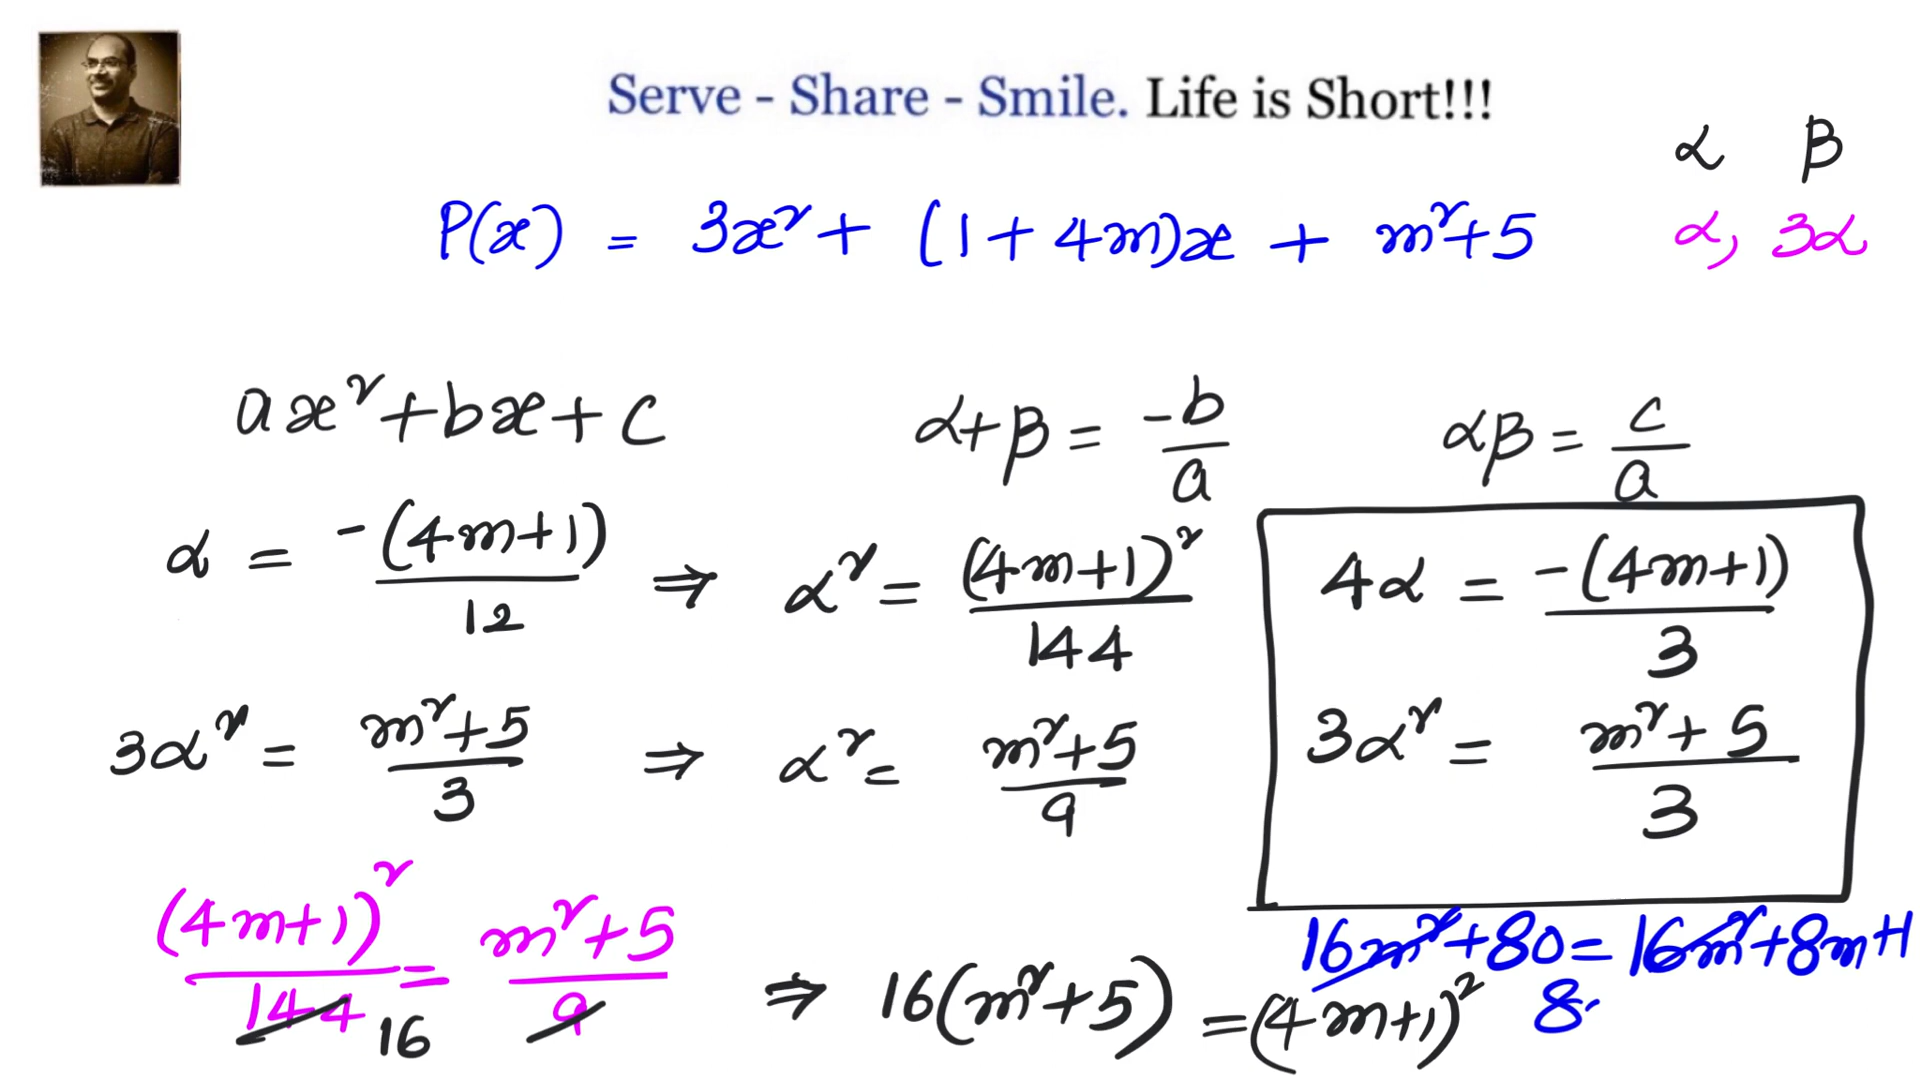 Serve - Share - Smile. Life is Short!!!
α β
P(x) = 3x² + (1 + 4m)x + m²+5 α, 3α
ax²+bx+c α+β = -b/a αβ = c/a
α = -(4m+1)/12 ⇒ α² = (4m+1)²/144 4α = -(4m+1)/3
3α² = m²+5/3 ⇒ α² = m²+5/9 3α² = m²+5/3
(4m+1)²/144 = m²+5/9 16 ⇒ 16(m²+5) = (4m+1)²
16m²+80 = 16m²+8m+1
8